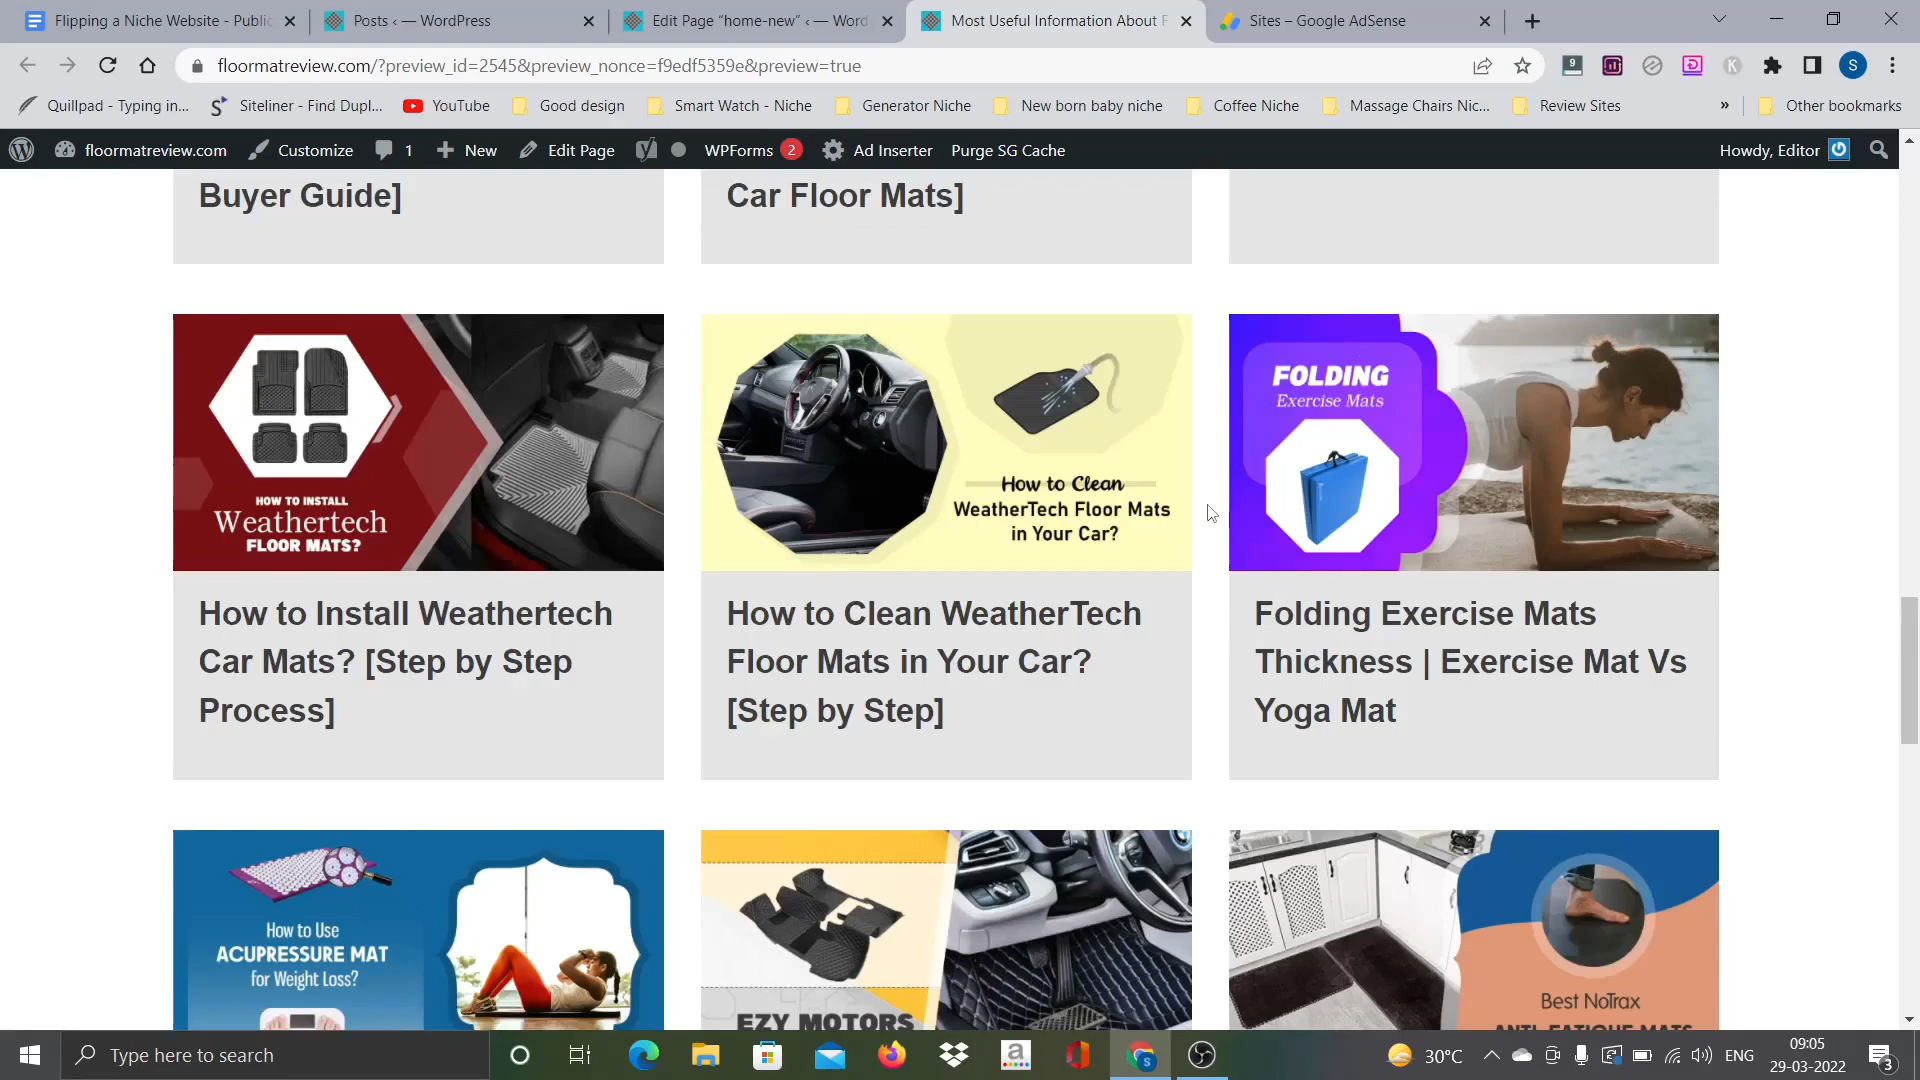 Flipping a Niche Website - Public
Posts ‹ — WordPress
Edit Page “home-new” ‹ — Word
Most Useful Information About F
Sites – Google AdSense
floormatreview.com/?preview_id=2545&preview_nonce=f9edf5359e&preview=true
9
K
S
Quillpad - Typing in...
Siteliner - Find Dupl...
YouTube
Good design
Smart Watch - Niche
Generator Niche
New born baby niche
Coffee Niche
Massage Chairs Nic...
Review Sites
»
Other bookmarks
floormatreview.com
Customize
1
New
Edit Page
WPForms 2
Ad Inserter
Purge SG Cache
Howdy, Editor
Buyer Guide]
Car Floor Mats]
HOW TO INSTALL
Weathertech
FLOOR MATS?
How to Clean
WeatherTech Floor Mats
in Your Car?
FOLDING
Exercise Mats
How to Install Weathertech
Car Mats? [Step by Step
Process]
How to Clean WeatherTech
Floor Mats in Your Car?
[Step by Step]
Folding Exercise Mats
Thickness | Exercise Mat Vs
Yoga Mat
How to Use
ACUPRESSURE MAT
for Weight Loss?
EZY MOTORS
Best NoTrax
ANTI-FATIGUE MATS
Type here to search
30°C
ENG
09:05
29-03-2022
3